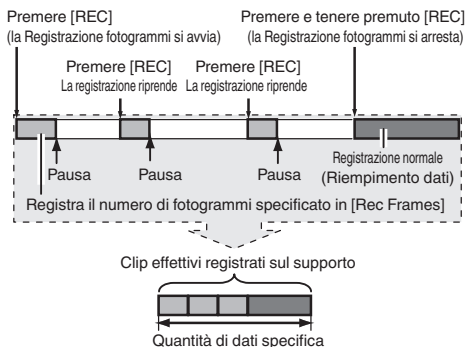 Premere [REC]
(la Registrazione fotogrammi si avvia)
Premere e tenere premuto [REC]
(la Registrazione fotogrammi si arresta)
Premere [REC]
La registrazione riprende
Premere [REC]
La registrazione riprende
Pausa
Pausa
Pausa
Registrazione normale
(Riempimento dati)
Registra il numero di fotogrammi specificato in [Rec Frames]
Clip effettivi registrati sul supporto
Quantità di dati specifica